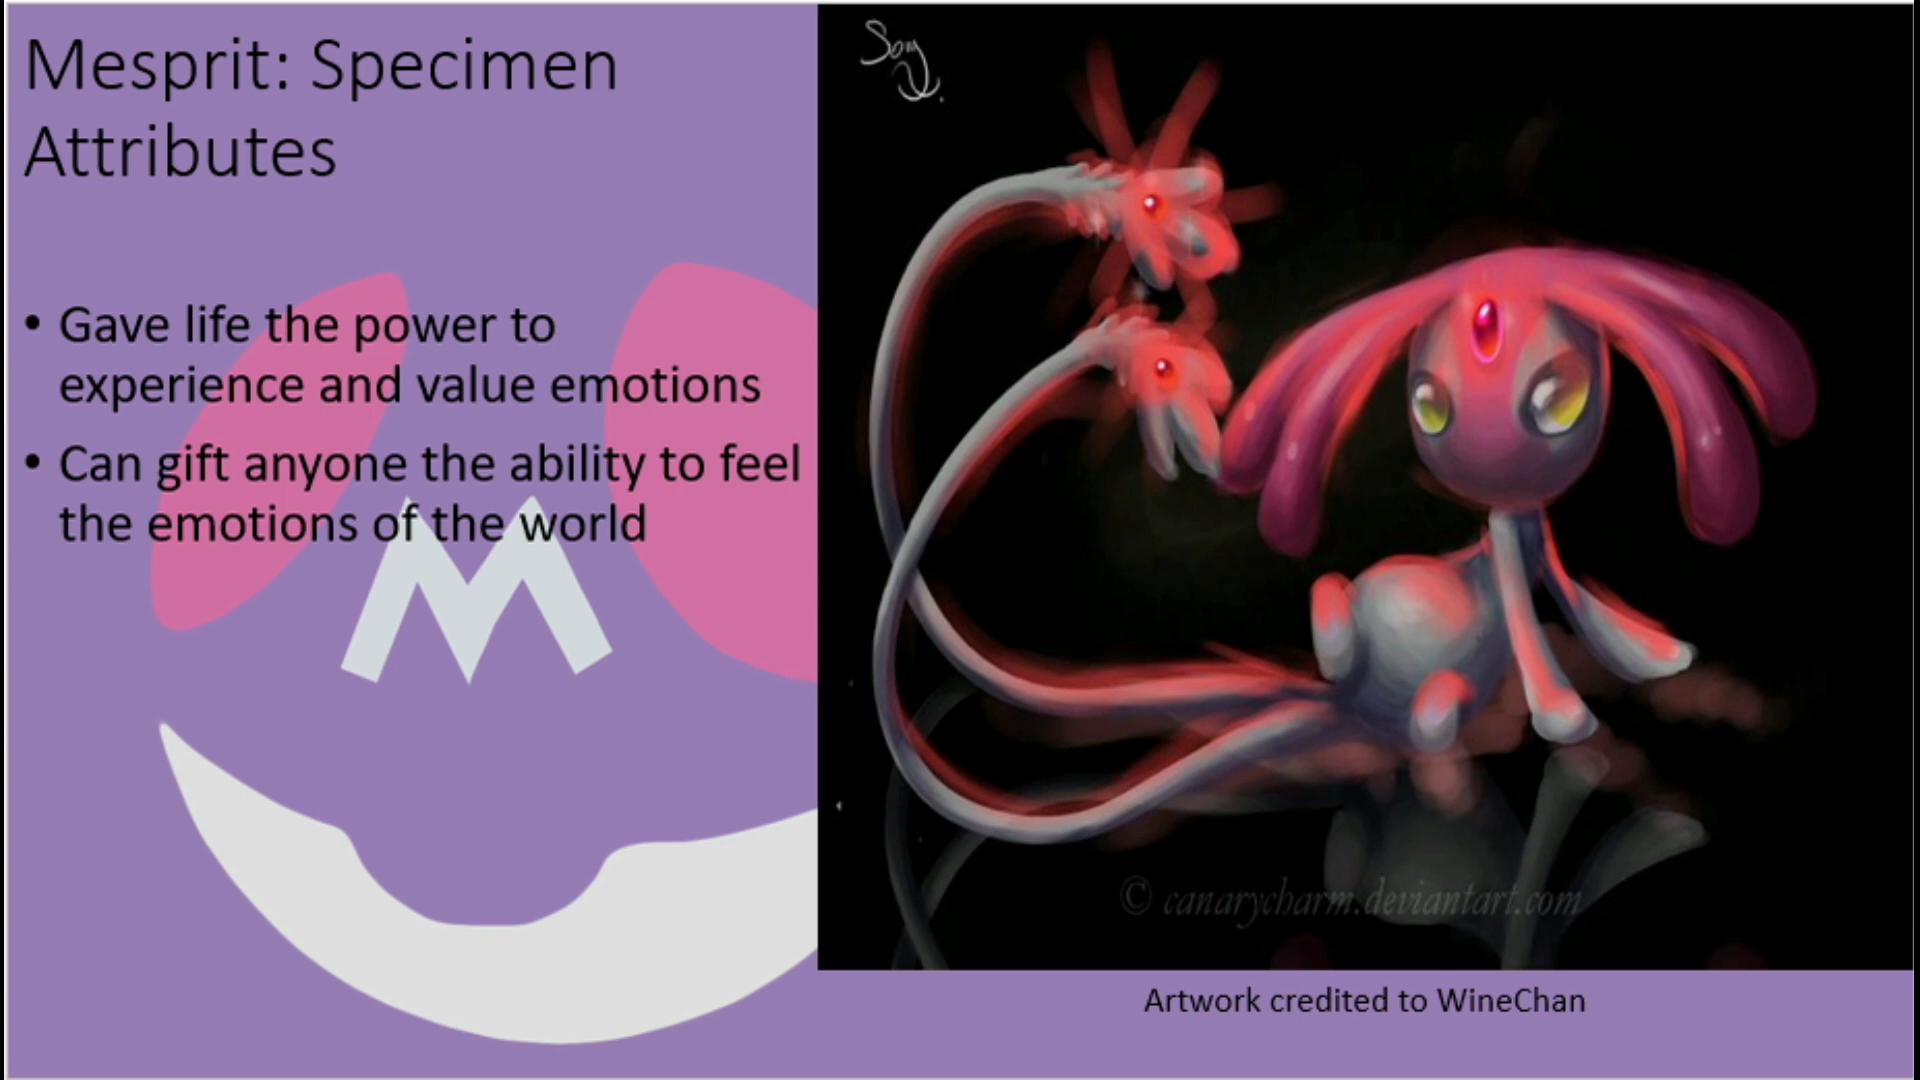 Mesprit: Specimen
Attributes
• Gave life the power to
experience and value emotions
• Can gift anyone the ability to feel
the emotions of the world
M
© canarycharm.deviantart.com
Artwork credited to WineChan